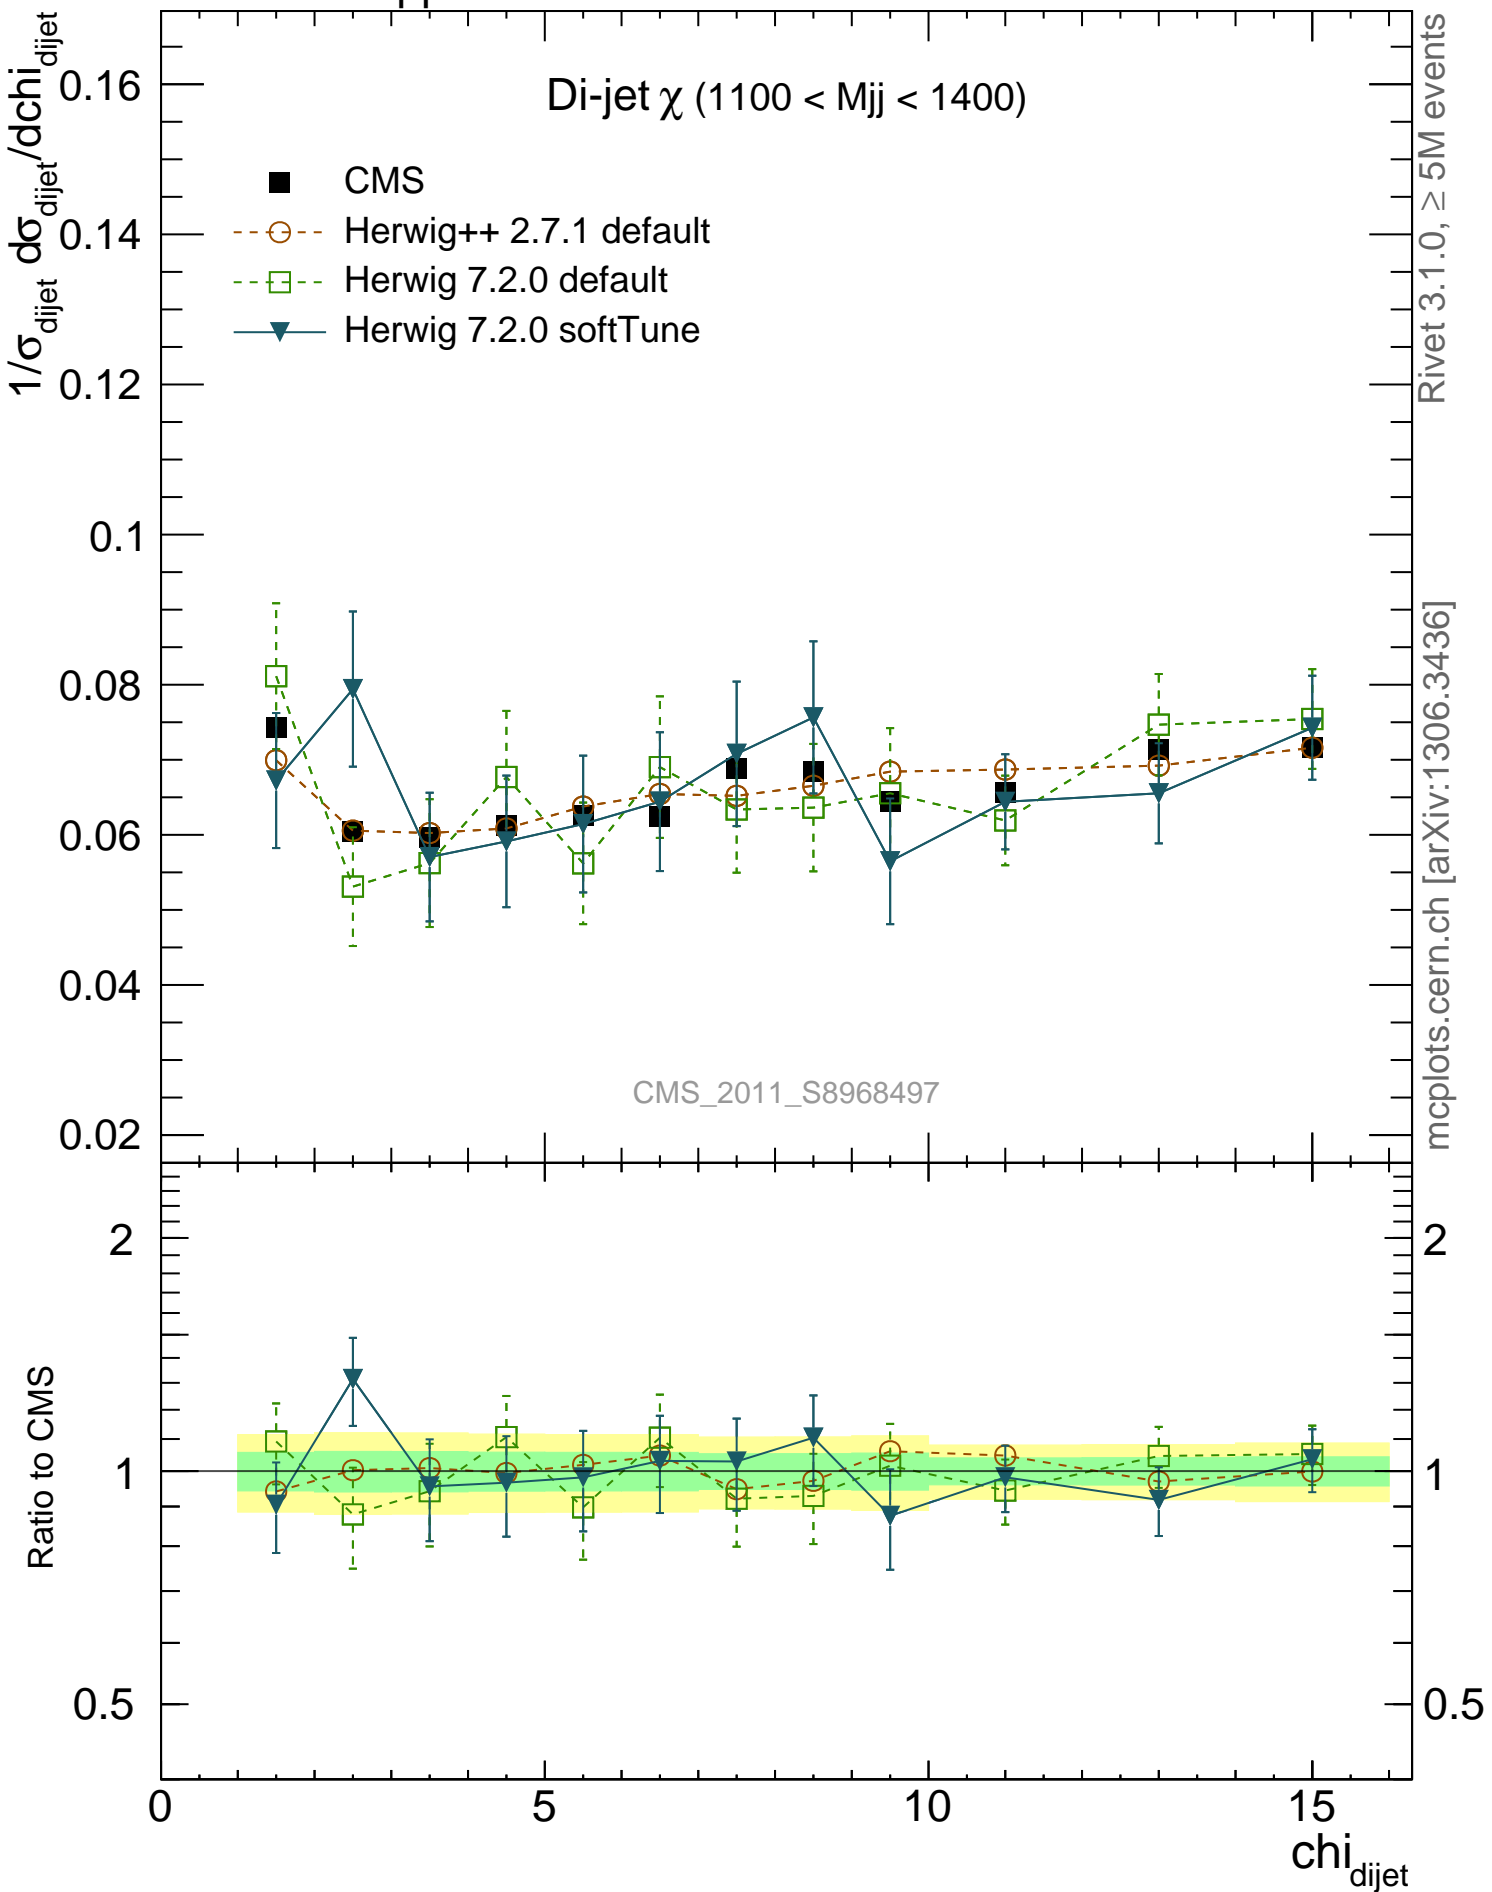 Di-jet χ (1100 < Mjj < 1400)
CMS
Herwig++ 2.7.1 default
Herwig 7.2.0 default
Herwig 7.2.0 softTune
1/σdijet dσdijet/dchidijet
0.16
0.14
0.12
0.1
0.08
0.06
0.04
0.02
CMS_2011_S8968497
Rivet 3.1.0, ≥ 5M events
mcplots.cern.ch [arXiv:1306.3436]
Ratio to CMS
2
1
0.5
2
1
0.5
0
5
10
15
chidijet